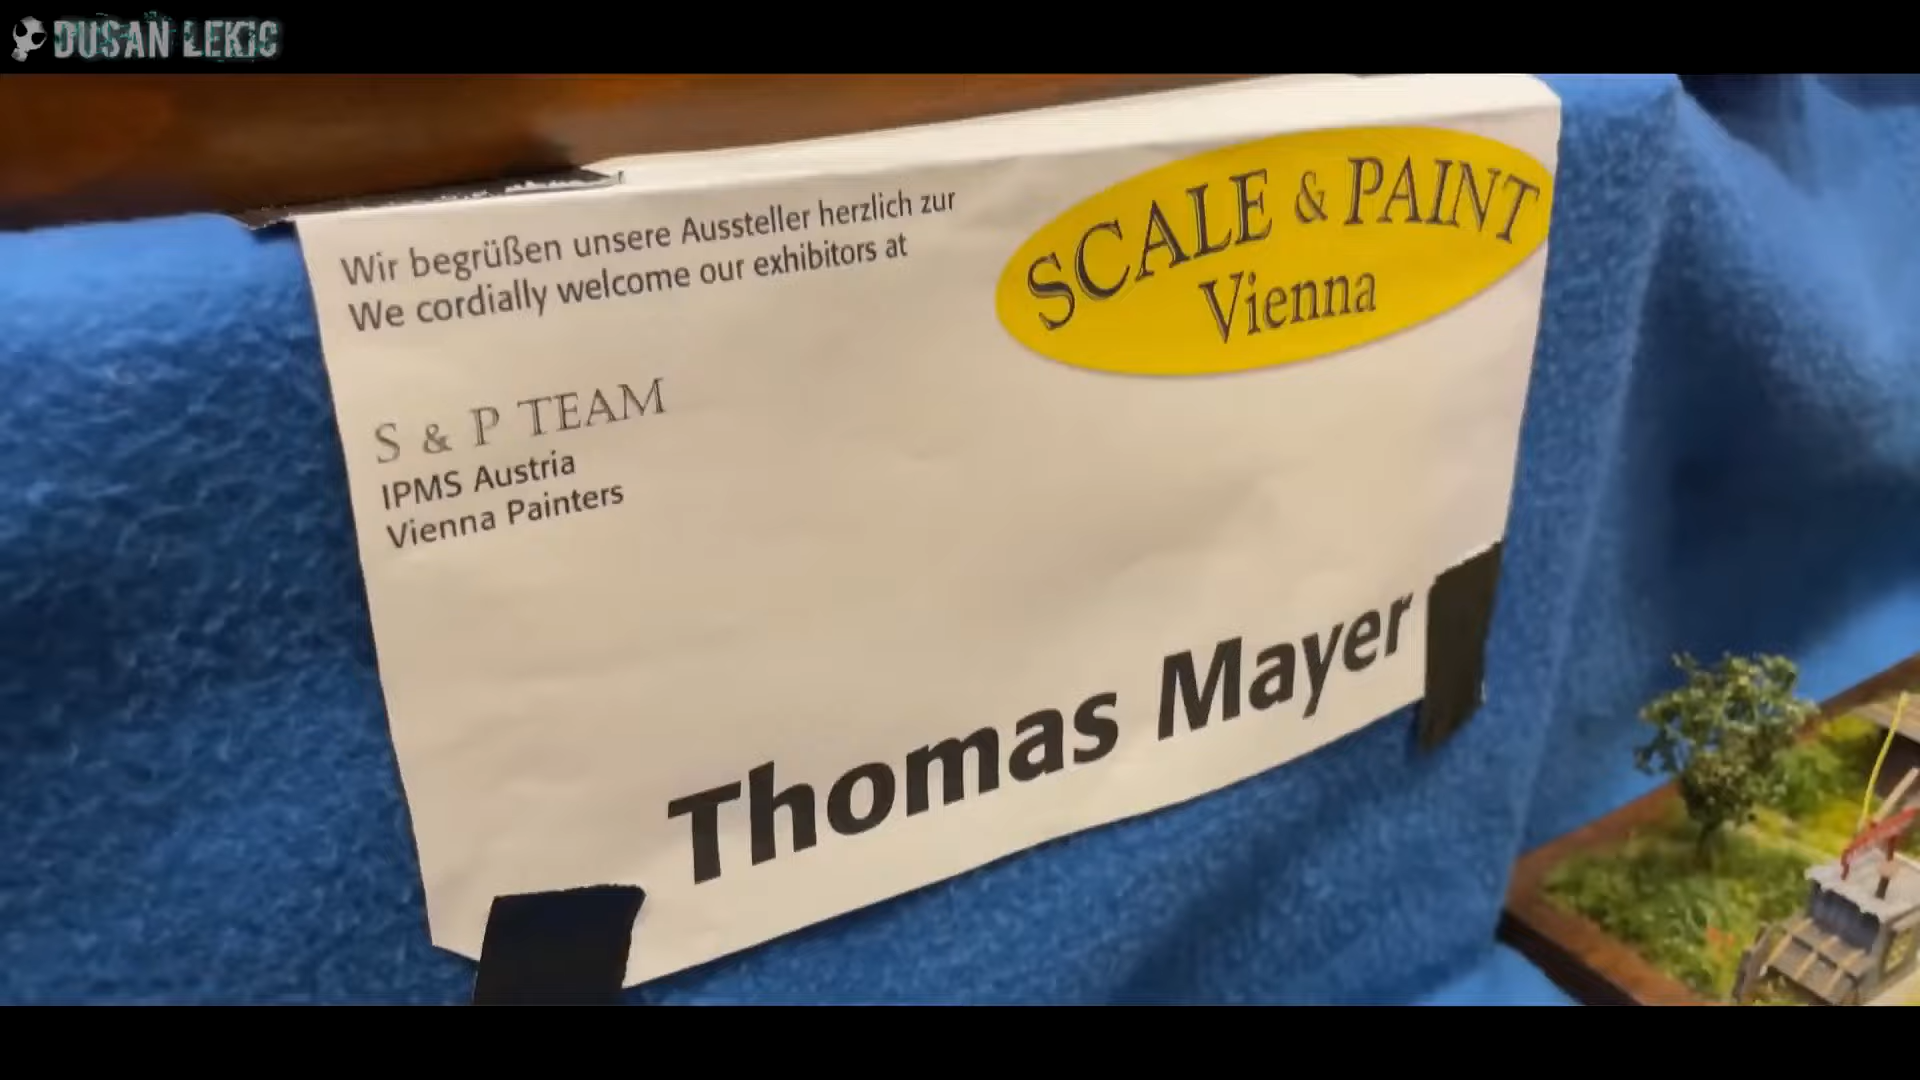 DUSAN LEKIC
Wir begrüßen unsere Aussteller herzlich zur
We cordially welcome our exhibitors at
SCALE & PAINT
Vienna
S & P TEAM
IPMS Austria
Vienna Painters
Thomas Mayer